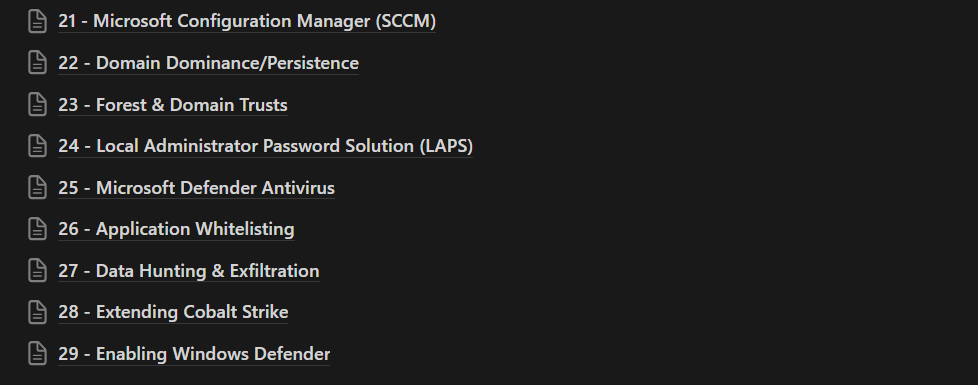 21 - Microsoft Configuration Manager (SCCM)
22 - Domain Dominance/Persistence
23 - Forest & Domain Trusts
24 - Local Administrator Password Solution (LAPS)
25 - Microsoft Defender Antivirus
26 - Application Whitelisting
27 - Data Hunting & Exfiltration
28 - Extending Cobalt Strike
29 - Enabling Windows Defender